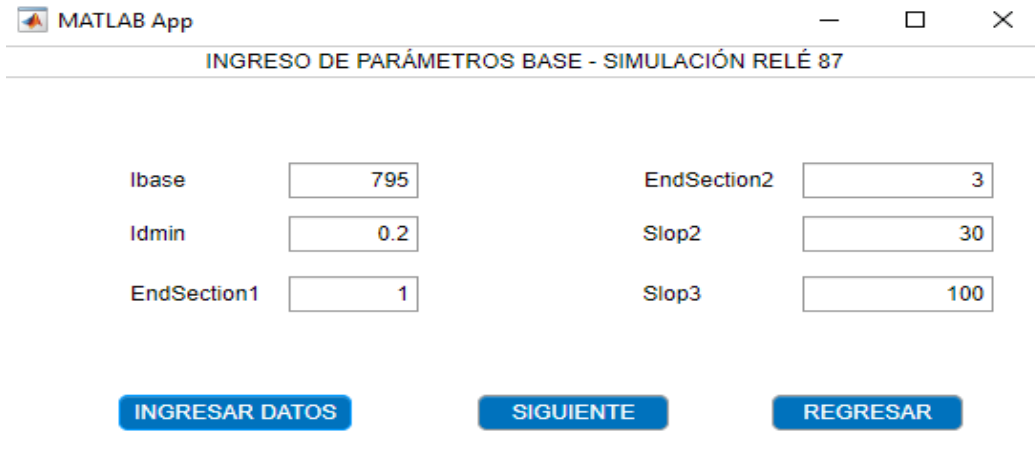 MATLAB App
INGRESO DE PARÁMETROS BASE - SIMULACIÓN RELÉ 87
Ibase 795 EndSection2 3
Idmin 0.2 Slop2 30
EndSection1 1 Slop3 100
INGRESAR DATOS SIGUIENTE REGRESAR